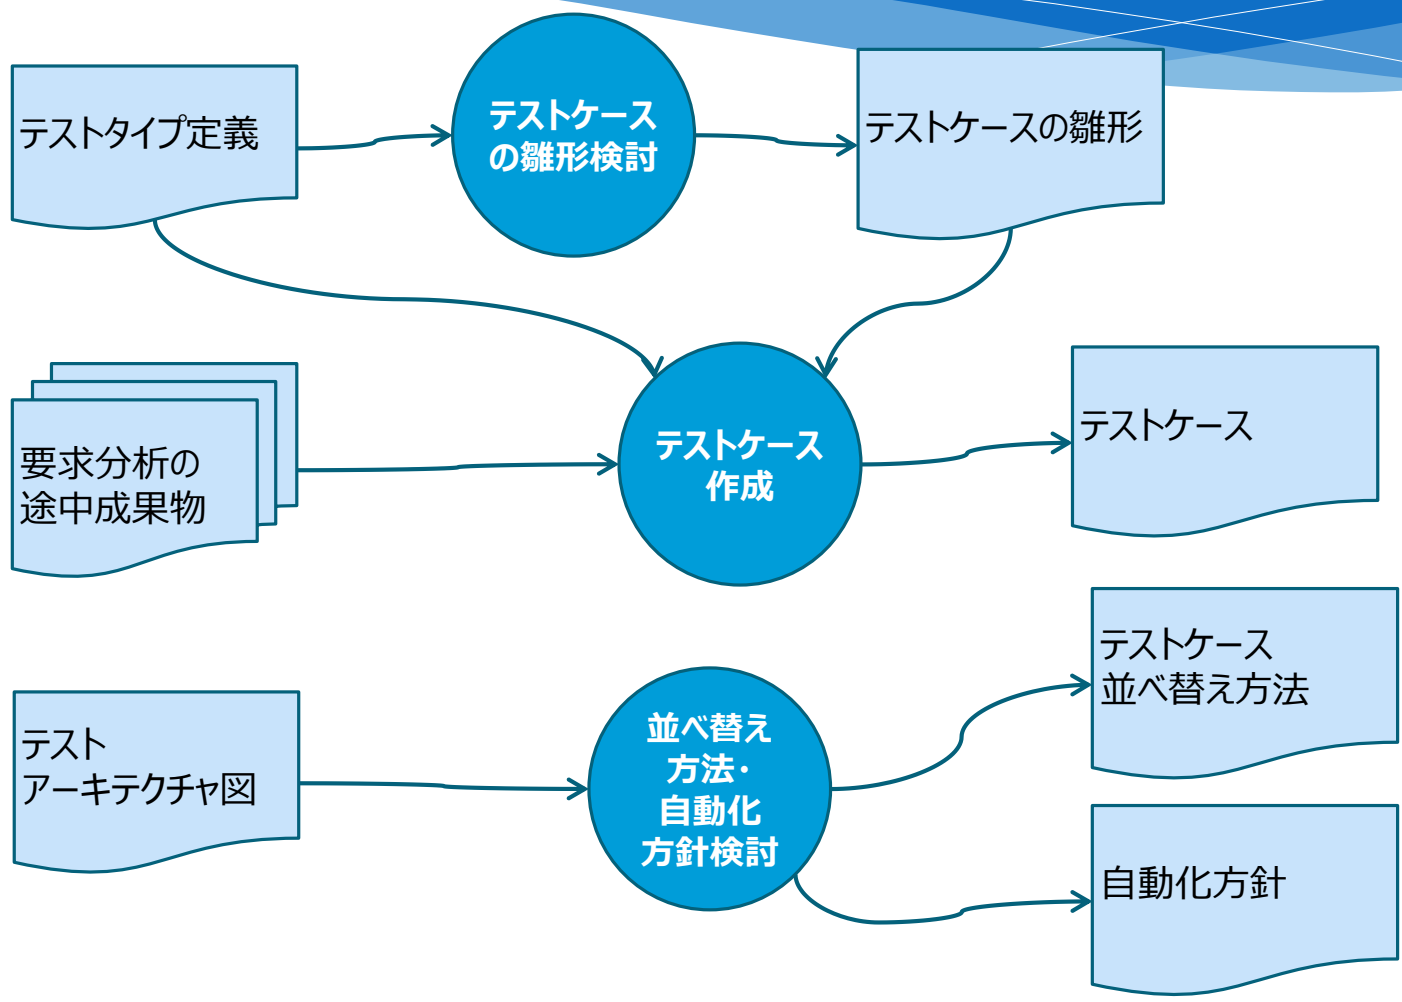 テストタイプ定義
テストケース
の雛形検討
テストケースの雛形
要求分析の
途中成果物
テストケース
作成
テストケース
テスト
アーキテクチャ図
並べ替え
方法・
自動化
方針検討
テストケース
並べ替え方法
自動化方針